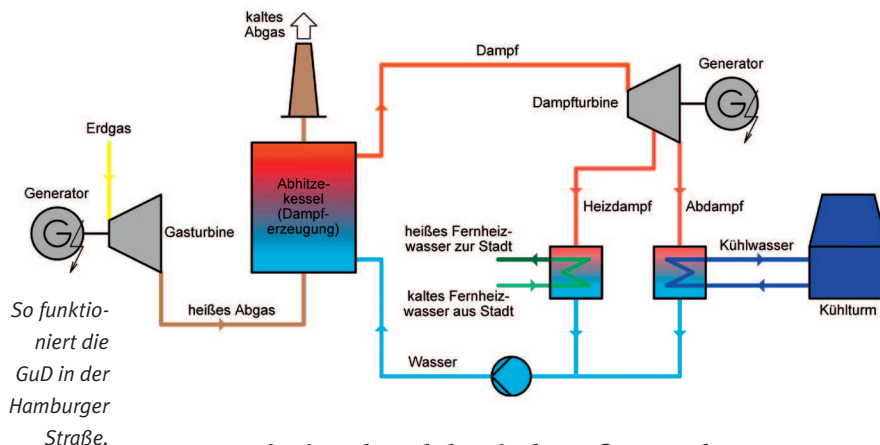 kaltes
Abgas
Dampf
Generator
G
Dampfturbine
Erdgas
Generator
G
Gasturbine
Abhitze-
kessel
(Dampf-
erzeugung)
Heizdampf
Abdampf
heißes Fernheiz-
wasser zur Stadt
Kühlwasser
kaltes Fernheiz-
wasser aus Stadt
Kühlturm
heißes Abgas
Wasser
So funktio-
niert die
GuD in der
Hamburger
Straße.